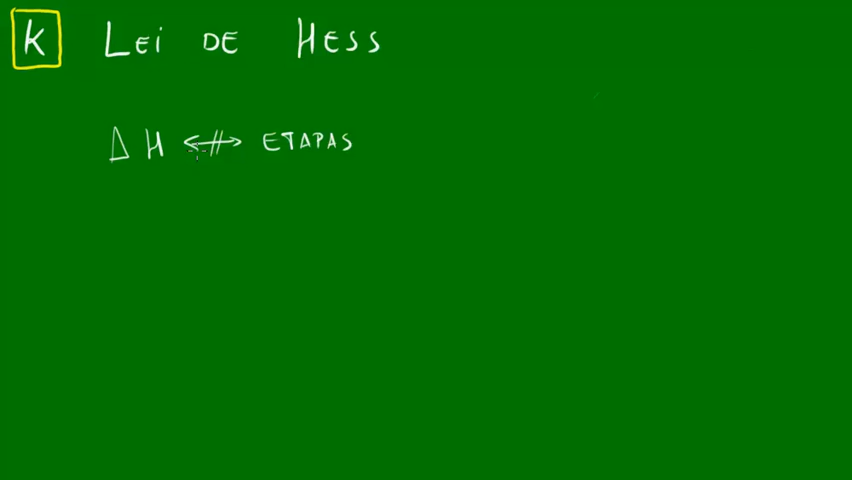 K Lei DE HESS
ΔH <-//-> ETAPAS